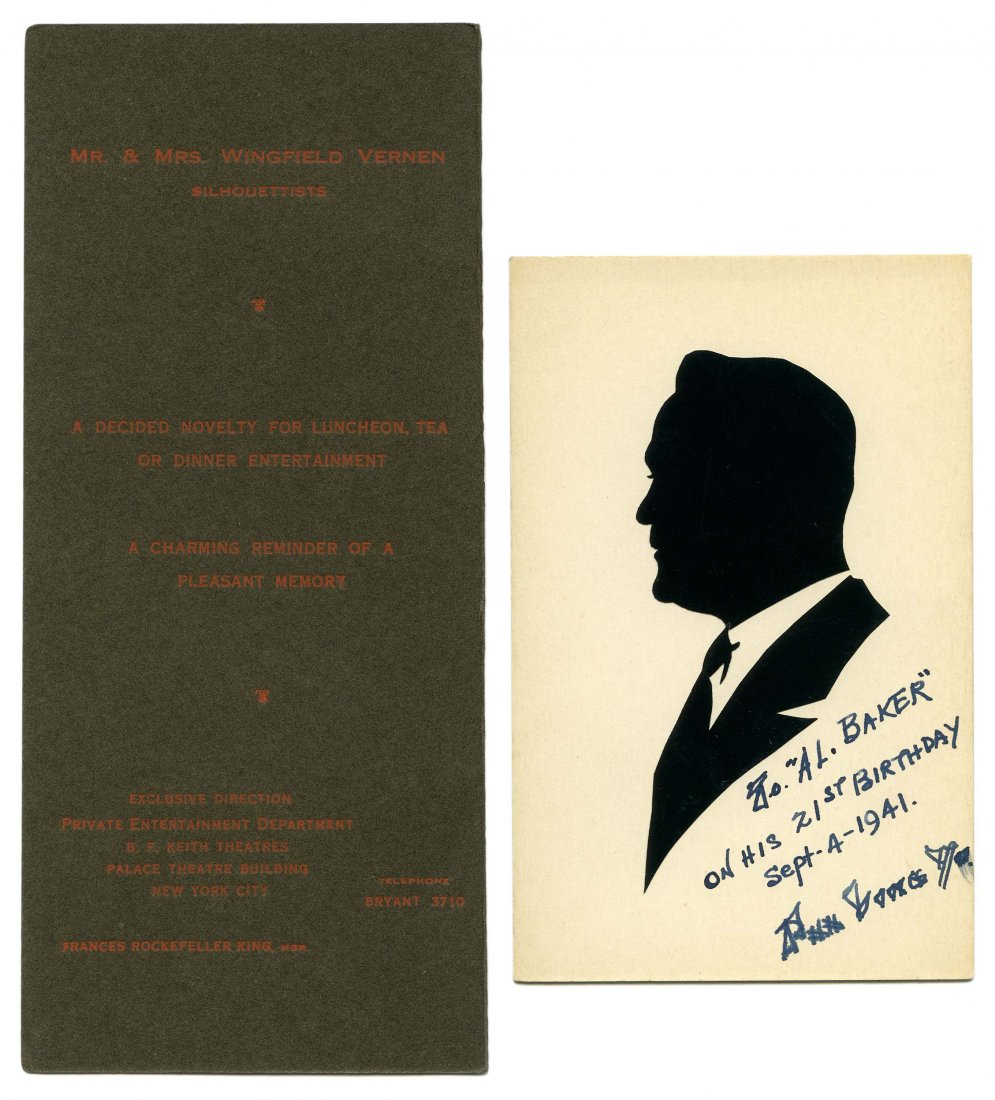 MR. & MRS. WINGFIELD VERNEN
SILHOUETTISTS
A DECIDED NOVELTY FOR LUNCHEON, TEA
OR DINNER ENTERTAINMENT
A CHARMING REMINDER OF A
PLEASANT MEMORY
EXCLUSIVE DIRECTION
PRIVATE ENTERTAINMENT DEPARTMENT
B. F. KEITH THEATRES
PALACE THEATRE BUILDING
NEW YORK CITY
TELEPHONE
BRYANT 3710
FRANCES ROCKEFELLER KING, MGR.
To. "AL. BAKER"
ON HIS 21ST BIRTHDAY
Sept-4-1941.